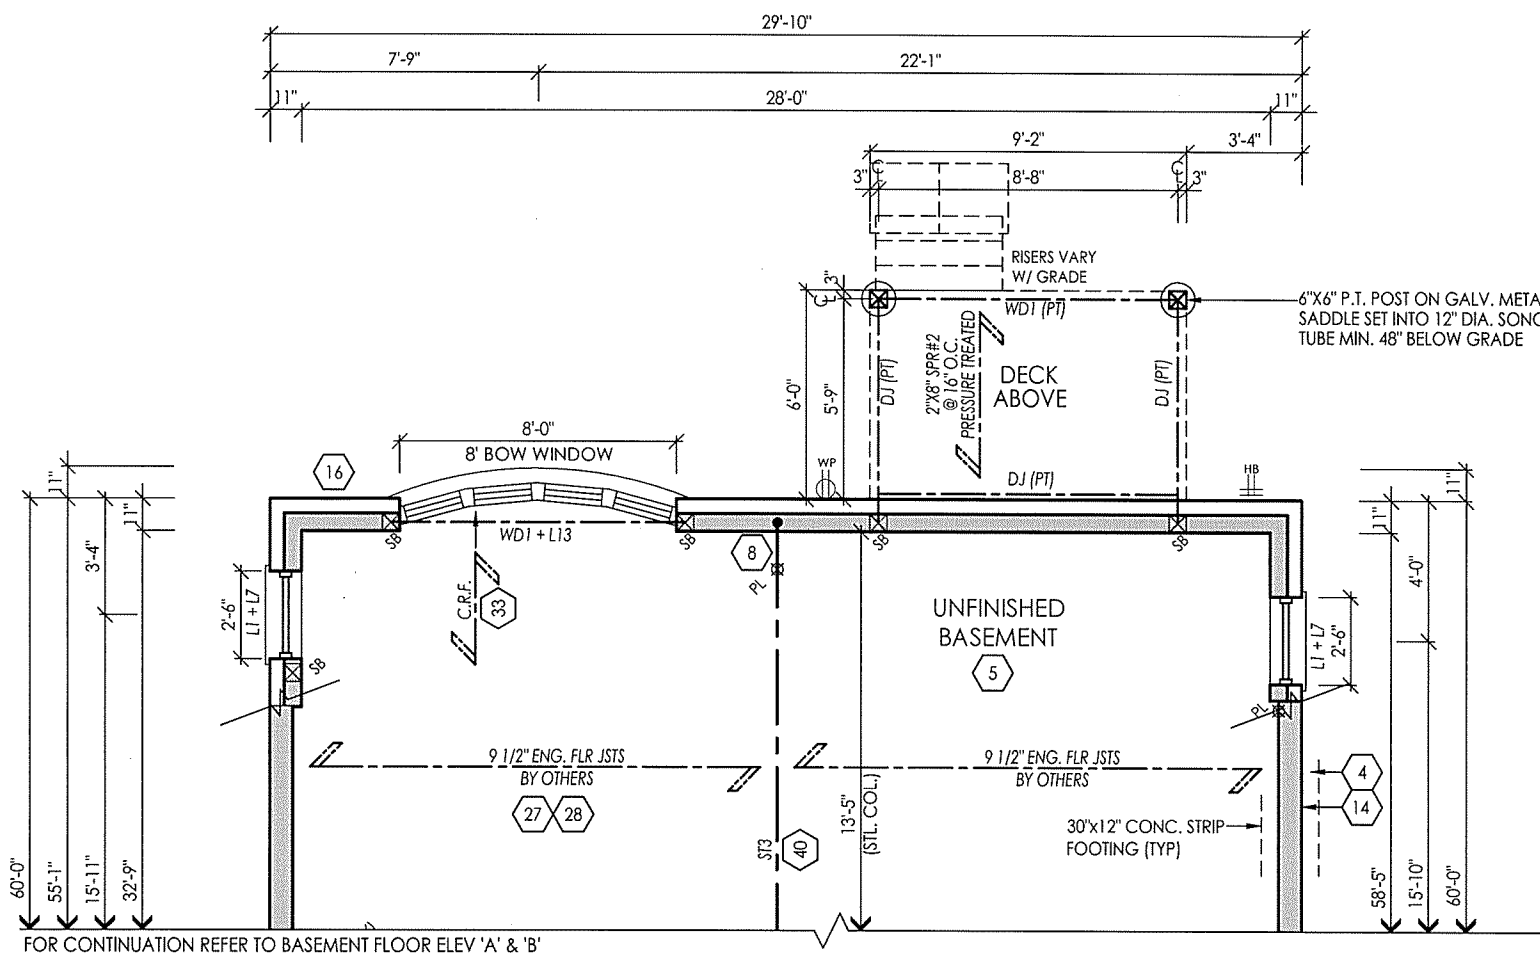 29'-10"
7'-9"
22'-1"
11"
28'-0"
11"
9'-2"
3'-4"
3"
8'-8"
3"
RISERS VARY
W/ GRADE
3"
WD1 (PT)
6"X6" P.T. POST ON GALV. META
SADDLE SET INTO 12" DIA. SONO
TUBE MIN. 48" BELOW GRADE
6'-0"
5'-9"
DJ (PT)
2"X8" SPR#2
@ 16" O.C.
PRESSURE TREATED
DECK
ABOVE
DJ (PT)
8'-0"
8' BOW WINDOW
16
WP
DJ (PT)
HB
11"
11"
11"
11"
WD1 + L13
SB
SB
SB
SB
8
PL
3'-4"
4'-0"
2'-6"
L1 + L7
C.R.F.
33
UNFINISHED
BASEMENT
5
L1 + L7
2'-6"
SB
PL
9 1/2" ENG. FLR JSTS
BY OTHERS
27
28
9 1/2" ENG. FLR JSTS
BY OTHERS
4
14
30"x12" CONC. STRIP
FOOTING (TYP)
ST3
40
13'-5"
(STL. COL.)
60'-0"
55'-1"
15'-11"
32'-9"
58'-5"
15'-10"
60'-0"
FOR CONTINUATION REFER TO BASEMENT FLOOR ELEV 'A' & 'B'